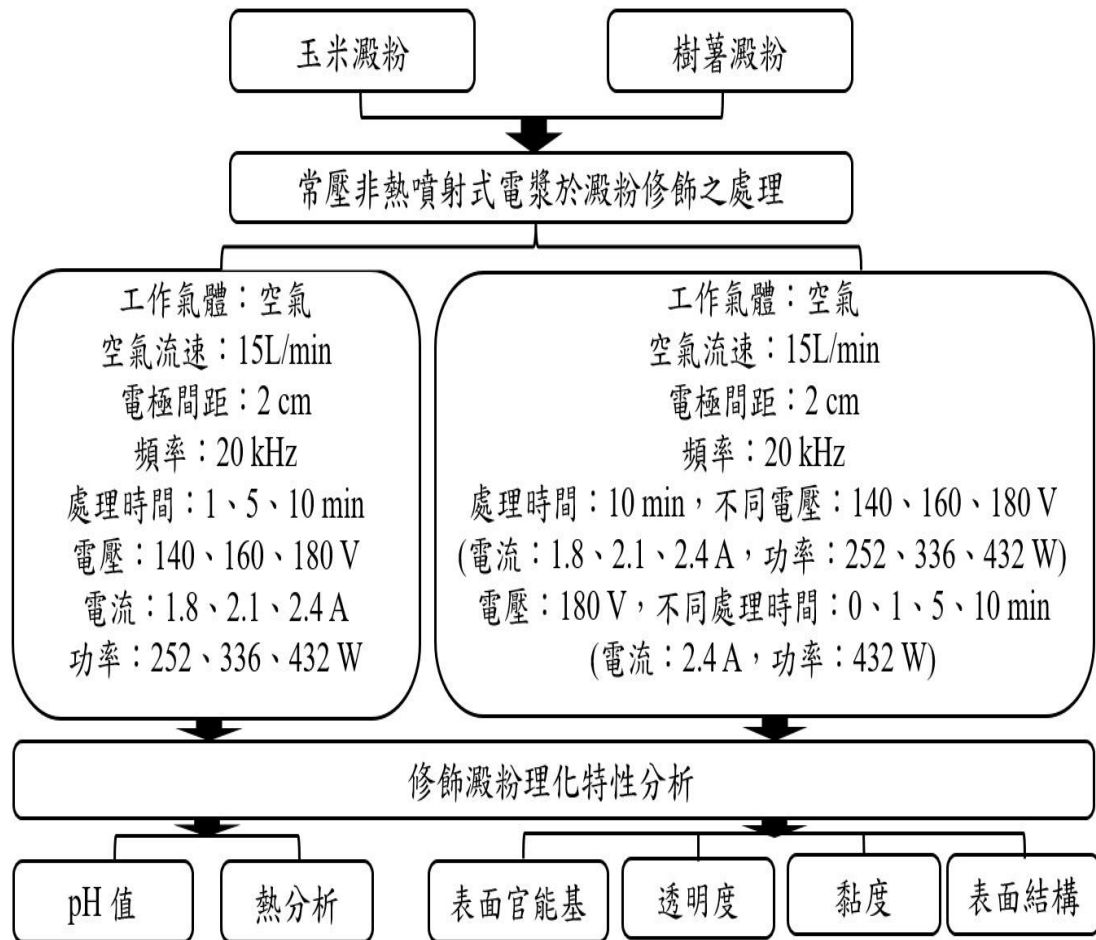 玉米澱粉
樹薯澱粉
常壓非熱噴射式電漿於澱粉修飾之處理
工作氣體：空氣
空氣流速：15L/min
電極間距：2 cm
頻率：20 kHz
處理時間：1、5、10 min
電壓：140、160、180 V
電流：1.8、2.1、2.4 A
功率：252、336、432 W
工作氣體：空氣
空氣流速：15L/min
電極間距：2 cm
頻率：20 kHz
處理時間：10 min，不同電壓：140、160、180 V
(電流：1.8、2.1、2.4 A，功率：252、336、432 W)
電壓：180 V，不同處理時間：0、1、5、10 min
(電流：2.4 A，功率：432 W)
修飾澱粉理化特性分析
pH 值
熱分析
表面官能基
透明度
黏度
表面結構